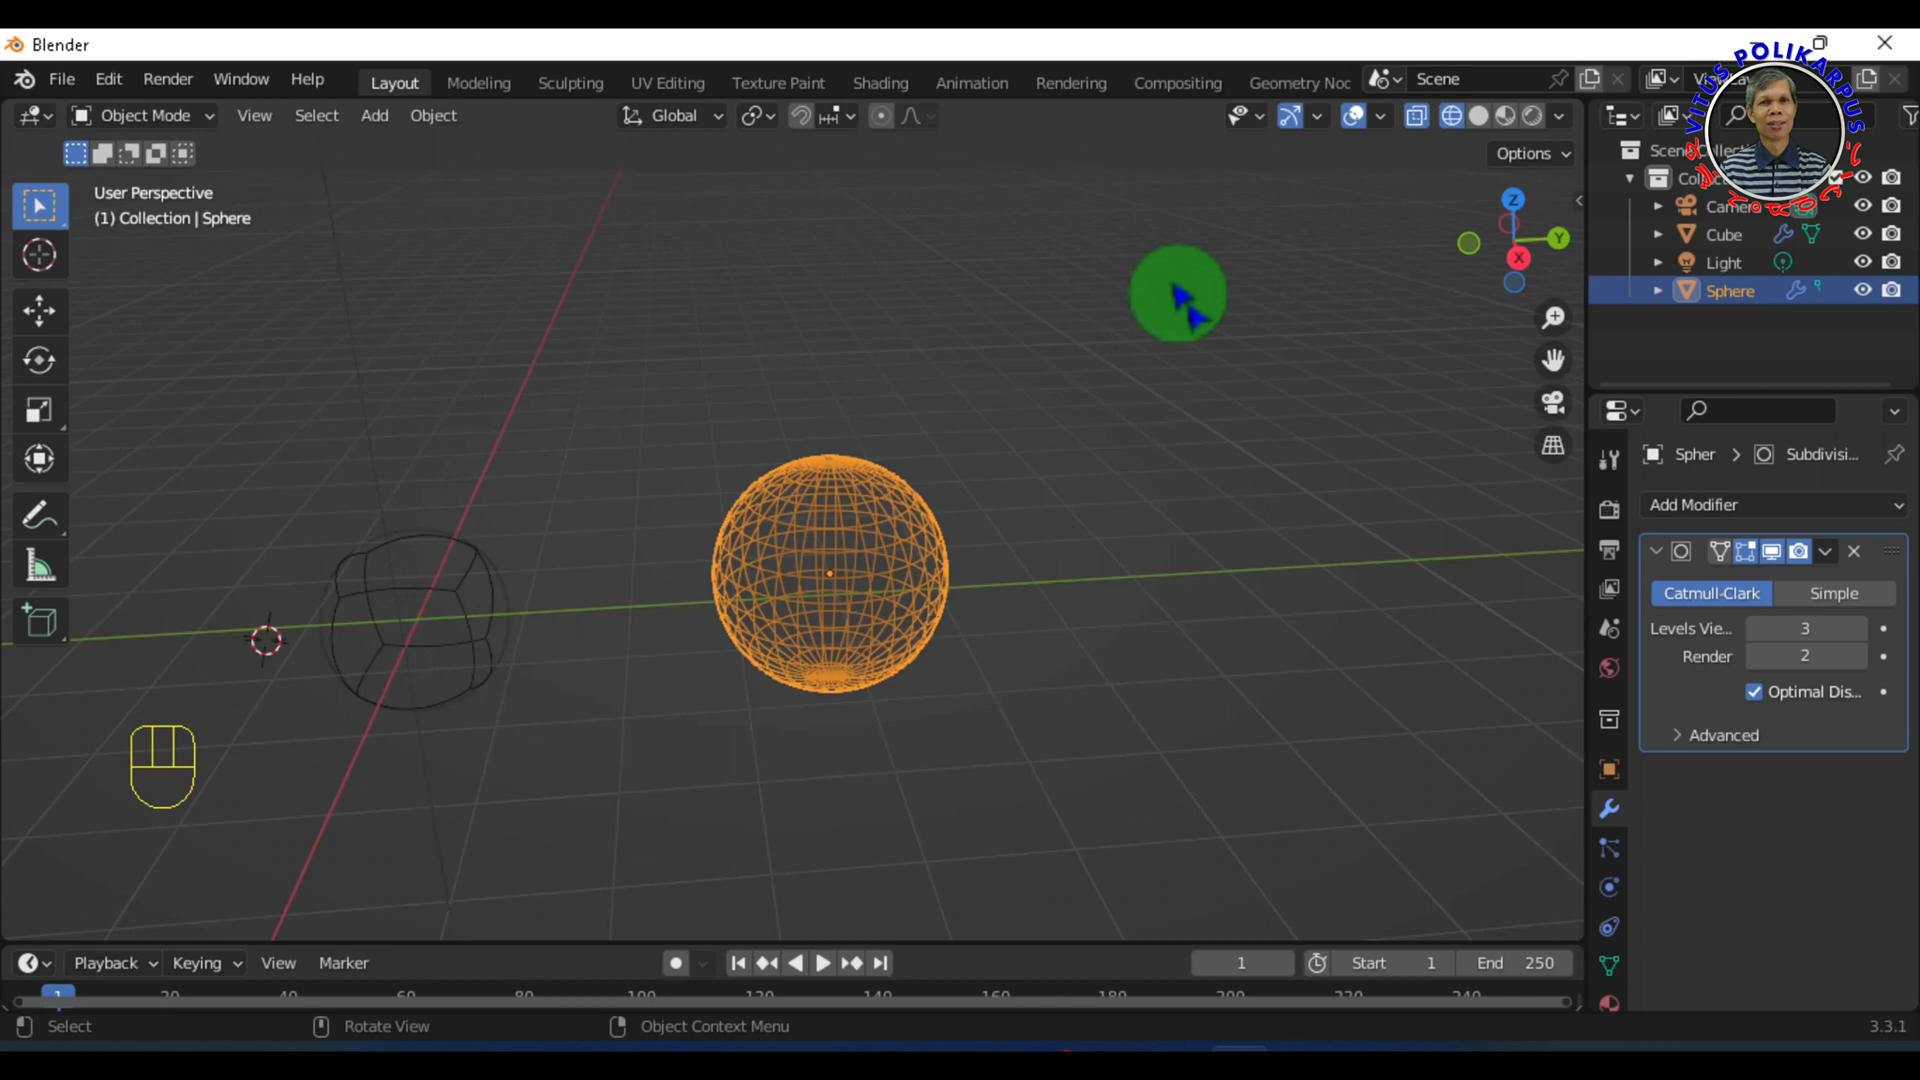 Blender
File Edit Render Window Help
Layout Modeling Sculpting UV Editing Texture Paint Shading Animation Rendering Compositing Geometry Noc
Scene
VITUS POLIKARPUS
Object Mode View Select Add Object
Global
Options
User Perspective
(1) Collection | Sphere
Z
Y
X
Camera
Cube
Light
Sphere
Spher > Subdivisi...
Add Modifier
Catmull-Clark Simple
Levels Vie... 3
Render 2
Optimal Dis...
Advanced
Playback Keying View Marker
1
Start 1
End 250
1 20 40 60 80 100 120 140 160 180 200 220 240
Select Rotate View Object Context Menu
3.3.1